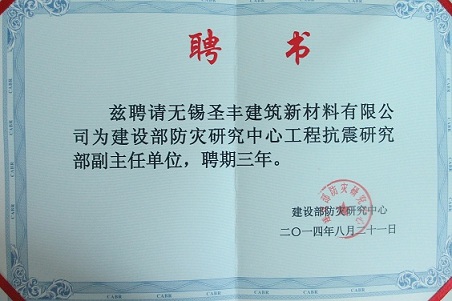 聘书
兹聘请无锡圣丰建筑新材料有限公
司为建设部防灾研究中心工程抗震研究
部副主任单位，聘期三年。
建设部防灾研究中心
二〇一四年八月三十一日
CABR